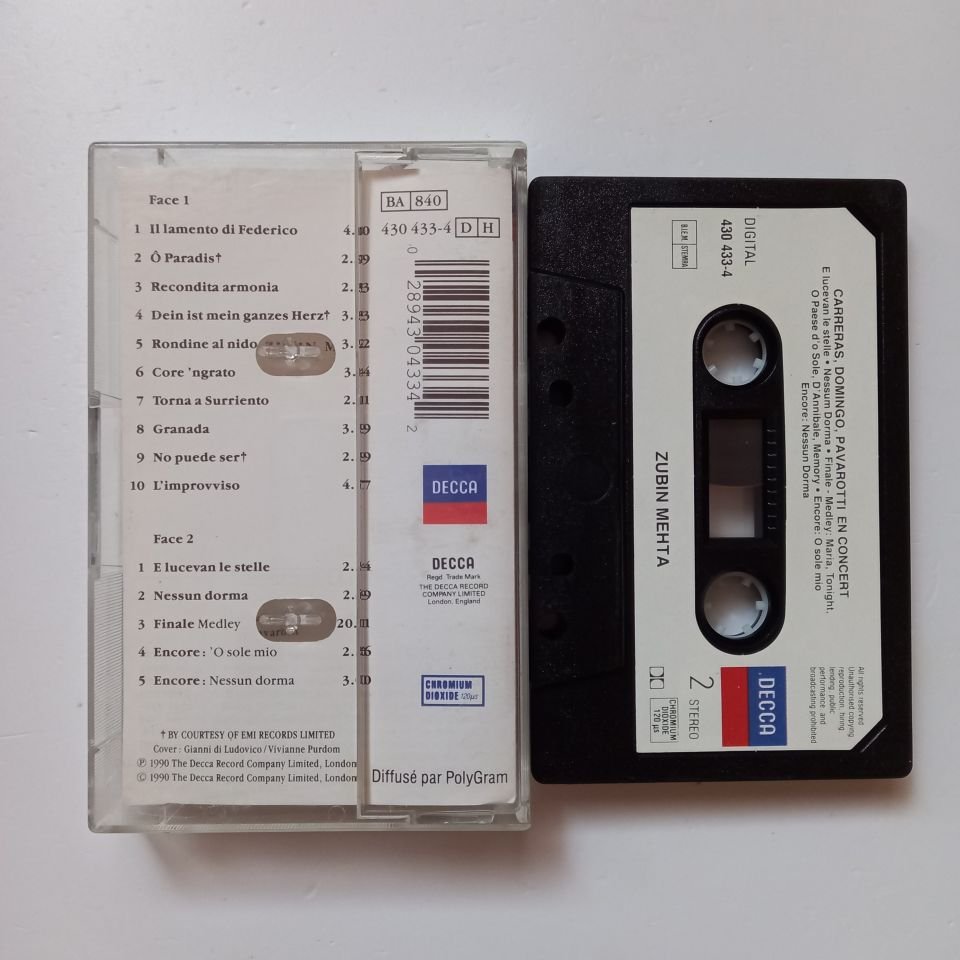 Face 1
1 Il lamento di Federico
2 Ô Paradis†
3 Recondita armonia
4 Dein ist mein ganzes Herz†
5 Rondine al nido
6 Core 'ngrato
7 Torna a Surriento
8 Granada
9 No puede ser†
10 L'improvviso
Face 2
1 E lucevan le stelle
2 Nessun dorma
3 Finale Medley
4 Encore: 'O sole mio
5 Encore: Nessun dorma
† BY COURTESY OF EMI RECORDS LIMITED
Cover : Gianni di Ludovico / Vivianne Purdom
℗ 1990 The Decca Record Company Limited, London
© 1990 The Decca Record Company Limited, London
BA 840
430 433-4 D H
0 28943 04334 2
DECCA
DECCA
Regd. Trade Mark
THE DECCA RECORD
COMPANY LIMITED
London, England
CHROMIUM
DIOXIDE 120 µs
Diffusé par PolyGram
DIGITAL
430 433-4
B.I.E.M. STEMRA
CARRERAS, DOMINGO, PAVAROTTI EN CONCERT
E lucevan le stelle • Nessum Dorma • Finale - Medley: Maria, Tonight,
O Paese d'o Sole, D'Annibale, Memory • Encore: O sole mio
Encore: Nessun Dorma
ZUBIN MEHTA
All rights reserved
Unauthorised copying
reproduction, hiring
lending, public
performance and
broadcasting prohibited
DECCA
2 STEREO
CHROMIUM
DIOXIDE
120 µs